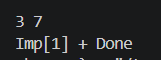 3 7
Imp[1] + Done